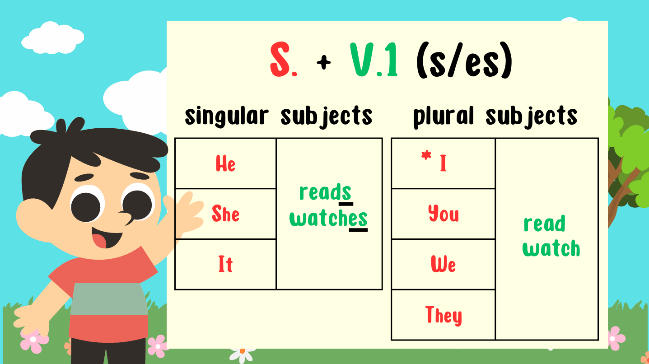 S. + V.1 (s/es)
singular subjects
He
She
It
reads
watches
plural subjects
* I
You
We
They
read
watch